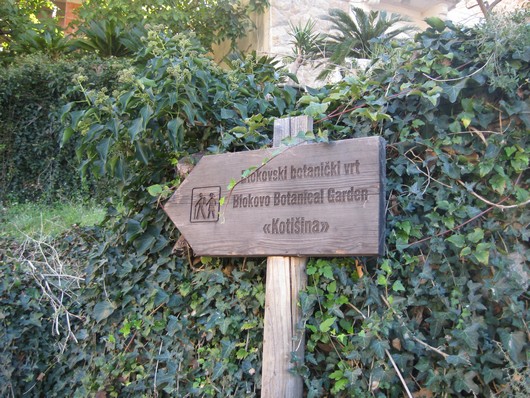 Biokovski botanički vrt
Biokovo Botanical Garden
«Kotišina»